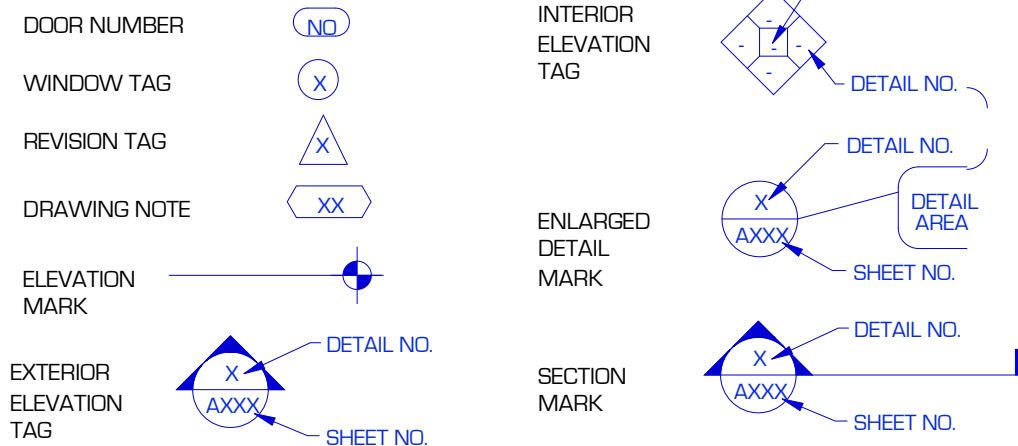 DOOR NUMBER
NO
WINDOW TAG
X
REVISION TAG
X
DRAWING NOTE
XX
ELEVATION
MARK
EXTERIOR
ELEVATION
TAG
X
AXXX
DETAIL NO.
SHEET NO.
INTERIOR
ELEVATION
TAG
-
- - -
-
DETAIL NO.
ENLARGED
DETAIL
MARK
DETAIL NO.
X
AXXX
SHEET NO.
DETAIL
AREA
SECTION
MARK
DETAIL NO.
X
AXXX
SHEET NO.